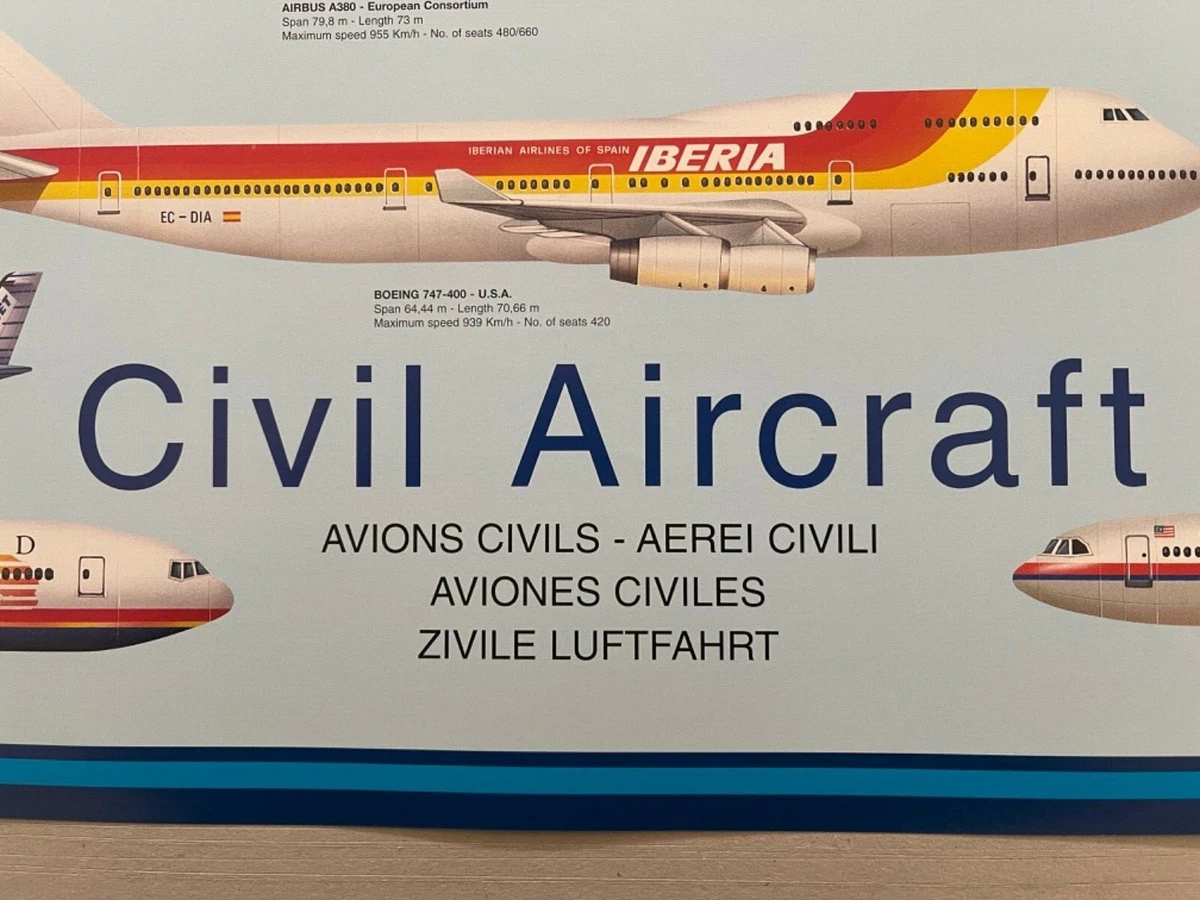 AIRBUS A380 - European Consortium
Span 79,8 m - Length 73 m
Maximum speed 955 Km/h - No. of seats 480/660
IBERIAN AIRLINES OF SPAIN IBERIA
EC - DIA
BOEING 747-400 - U.S.A.
Span 64,44 m - Length 70,66 m
Maximum speed 939 Km/h - No. of seats 420
Civil Aircraft
AVIONS CIVILS - AEREI CIVILI
D
AVIONES CIVILES
ZIVILE LUFTFAHRT